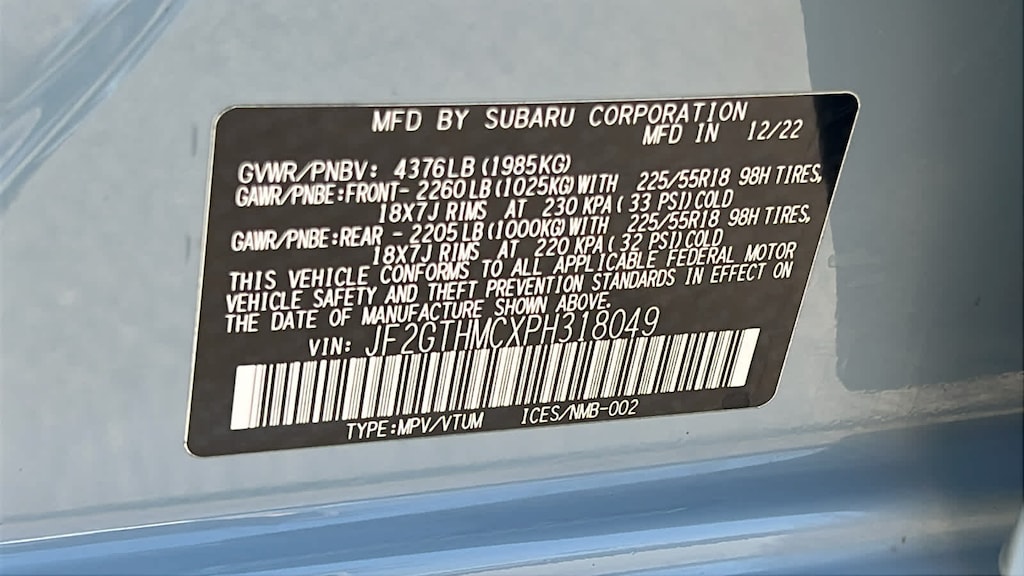 MFD BY SUBARU CORPORATION
MFD IN 12/22
GVWR/PNBV: 4376LB (1985KG)
GAWR/PNBE:FRONT- 2260LB (1025KG) WITH 225/55R18 98H TIRES,
18X7J RIMS AT 230 KPA ( 33 PSI) COLD
GAWR/PNBE:REAR - 2205LB (1000KG) WITH 225/55R18 98H TIRES,
18X7J RIMS AT 220 KPA ( 32 PSI) COLD
THIS VEHICLE CONFORMS TO ALL APPLICABLE FEDERAL MOTOR
VEHICLE SAFETY AND THEFT PREVENTION STANDARDS IN EFFECT ON
THE DATE OF MANUFACTURE SHOWN ABOVE.
VIN: JF2GTHMCXPH318049
TYPE:MPV/VTUM ICES/NMB-002